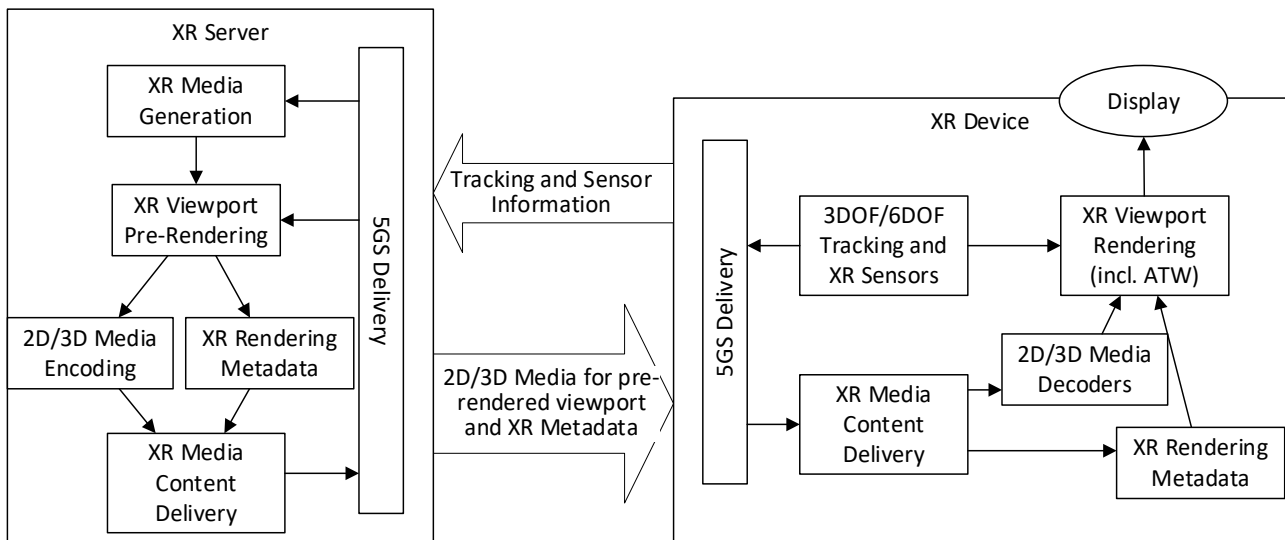 XR Server
XR Media
Generation
XR Viewport
Pre-Rendering
2D/3D Media
Encoding
XR Rendering
Metadata
XR Media
Content
Delivery
5GS Delivery
Tracking and Sensor
Information
2D/3D Media for pre-
rendered viewport
and XR Metadata
Display
XR Device
5GS Delivery
3DOF/6DOF
Tracking and
XR Sensors
XR Viewport
Rendering
(incl. ATW)
2D/3D Media
Decoders
XR Media
Content
Delivery
XR Rendering
Metadata